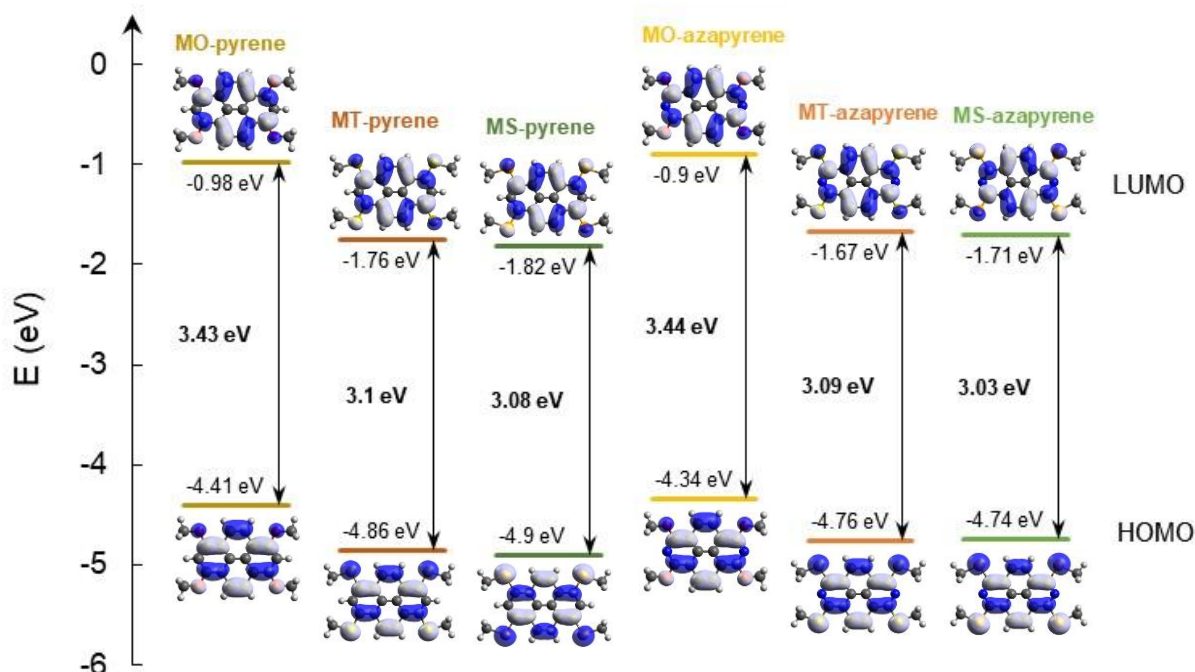 MO-pyrene
MO-azapyrene
0
MT-pyrene
MS-pyrene
MT-azapyrene
MS-azapyrene
-1
-0.98 eV
-0.9 eV
LUMO
-1.76 eV
-1.82 eV
-1.67 eV
-1.71 eV
-2
E (eV)
3.43 eV
3.44 eV
-3
3.1 eV
3.08 eV
3.09 eV
3.03 eV
-4
-4.41 eV
-4.34 eV
-4.86 eV
-4.9 eV
-4.76 eV
-4.74 eV
HOMO
-5
-6